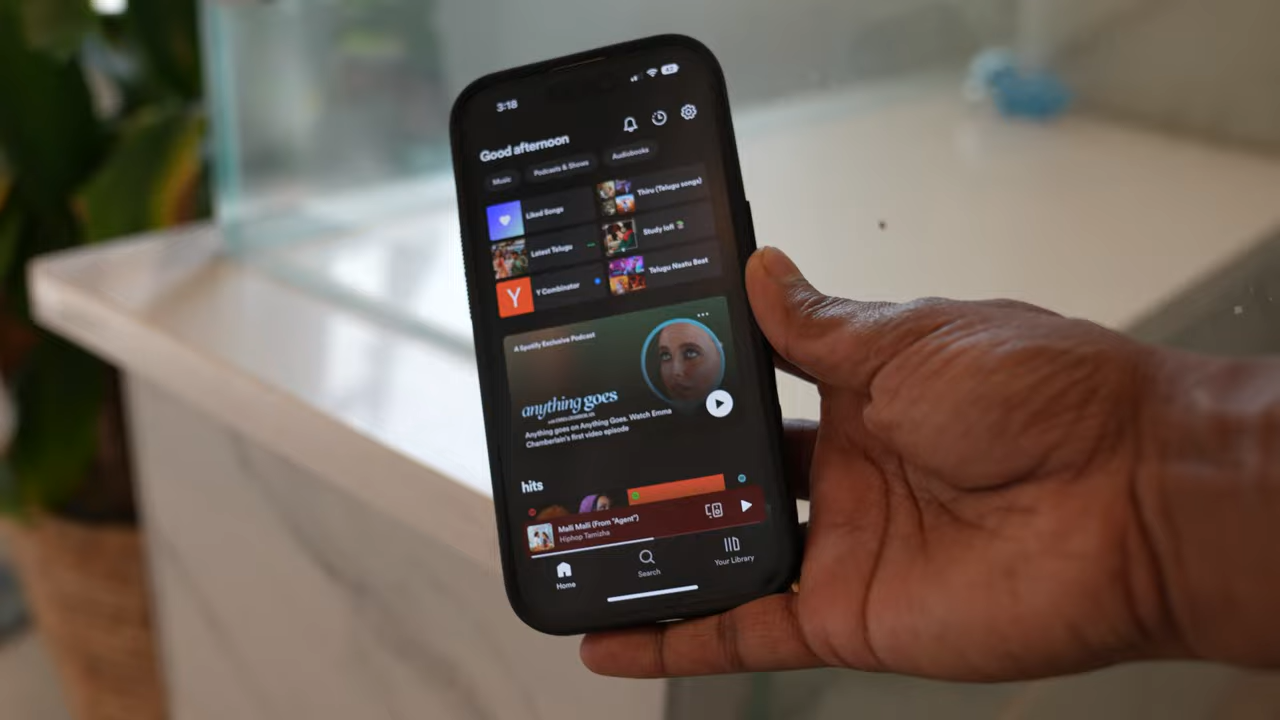 3:18
47
Good afternoon
Music
Podcasts & Shows
Audiobooks
Liked Songs
Thiru (Telugu songs)
Latest Telugu
Study lofi
Y Combinator
Telugu Naatu Beat
Y
A Spotify Exclusive Podcast
anything goes
Anything goes on Anything Goes. Watch Emma
Chamberlain's first video episode
hits
Malli Malli (From "Agent")
Hiphop Tamizha
Home
Search
Your Library